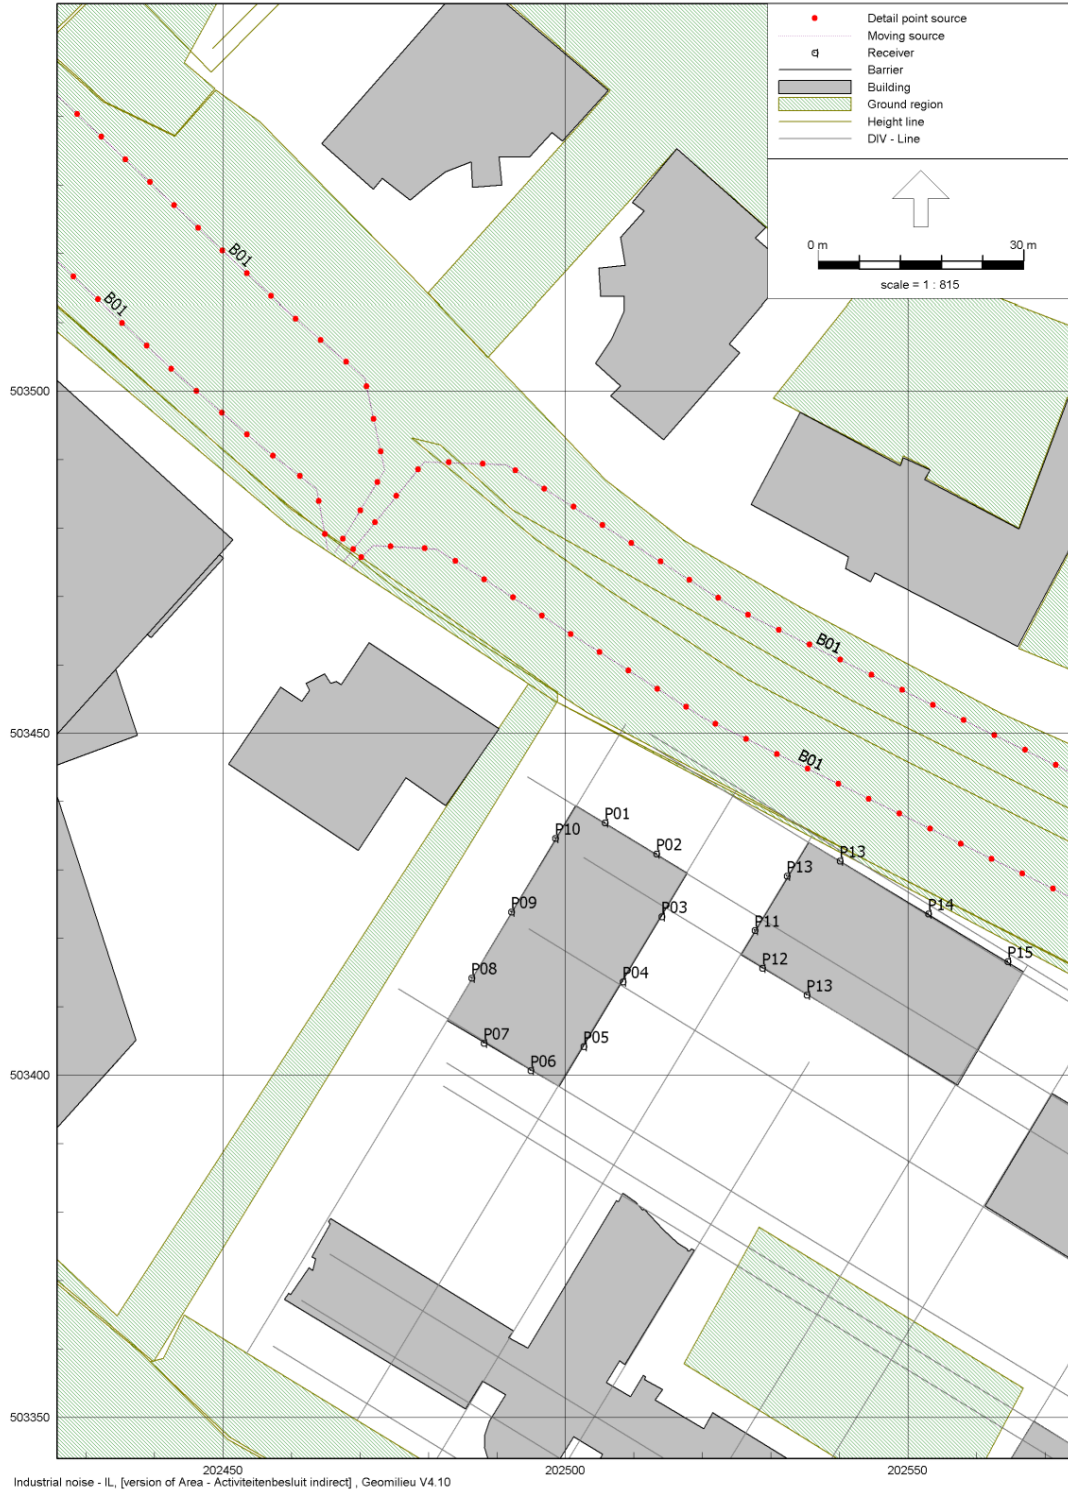 Detail point source
Moving source
Receiver
Barrier
Building
Ground region
Height line
DIV - Line
0 m 30 m
scale = 1 : 815
B01
B01
503500
B01
503450
B01
P01
P10
P02
P13
P13
P09
P03
P14
P11
P15
P08
P04
P12
P13
P07
P05
P06
503400
503350
202450 202500 202550
Industrial noise - IL, [version of Area - Activiteitenbesluit indirect] , Geomilieu V4.10